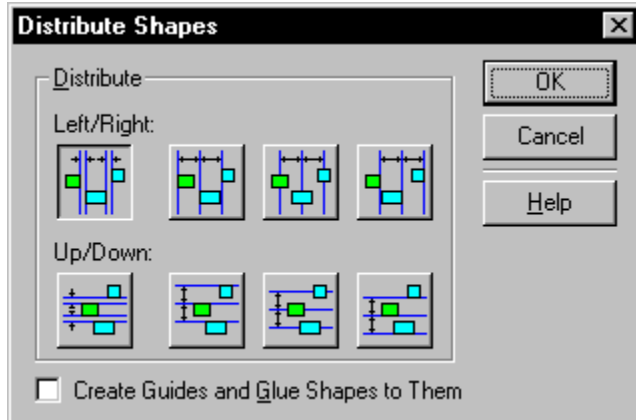 Distribute Shapes
Distribute
Left/Right:
Up/Down:
OK
Cancel
Help
Create Guides and Glue Shapes to Them